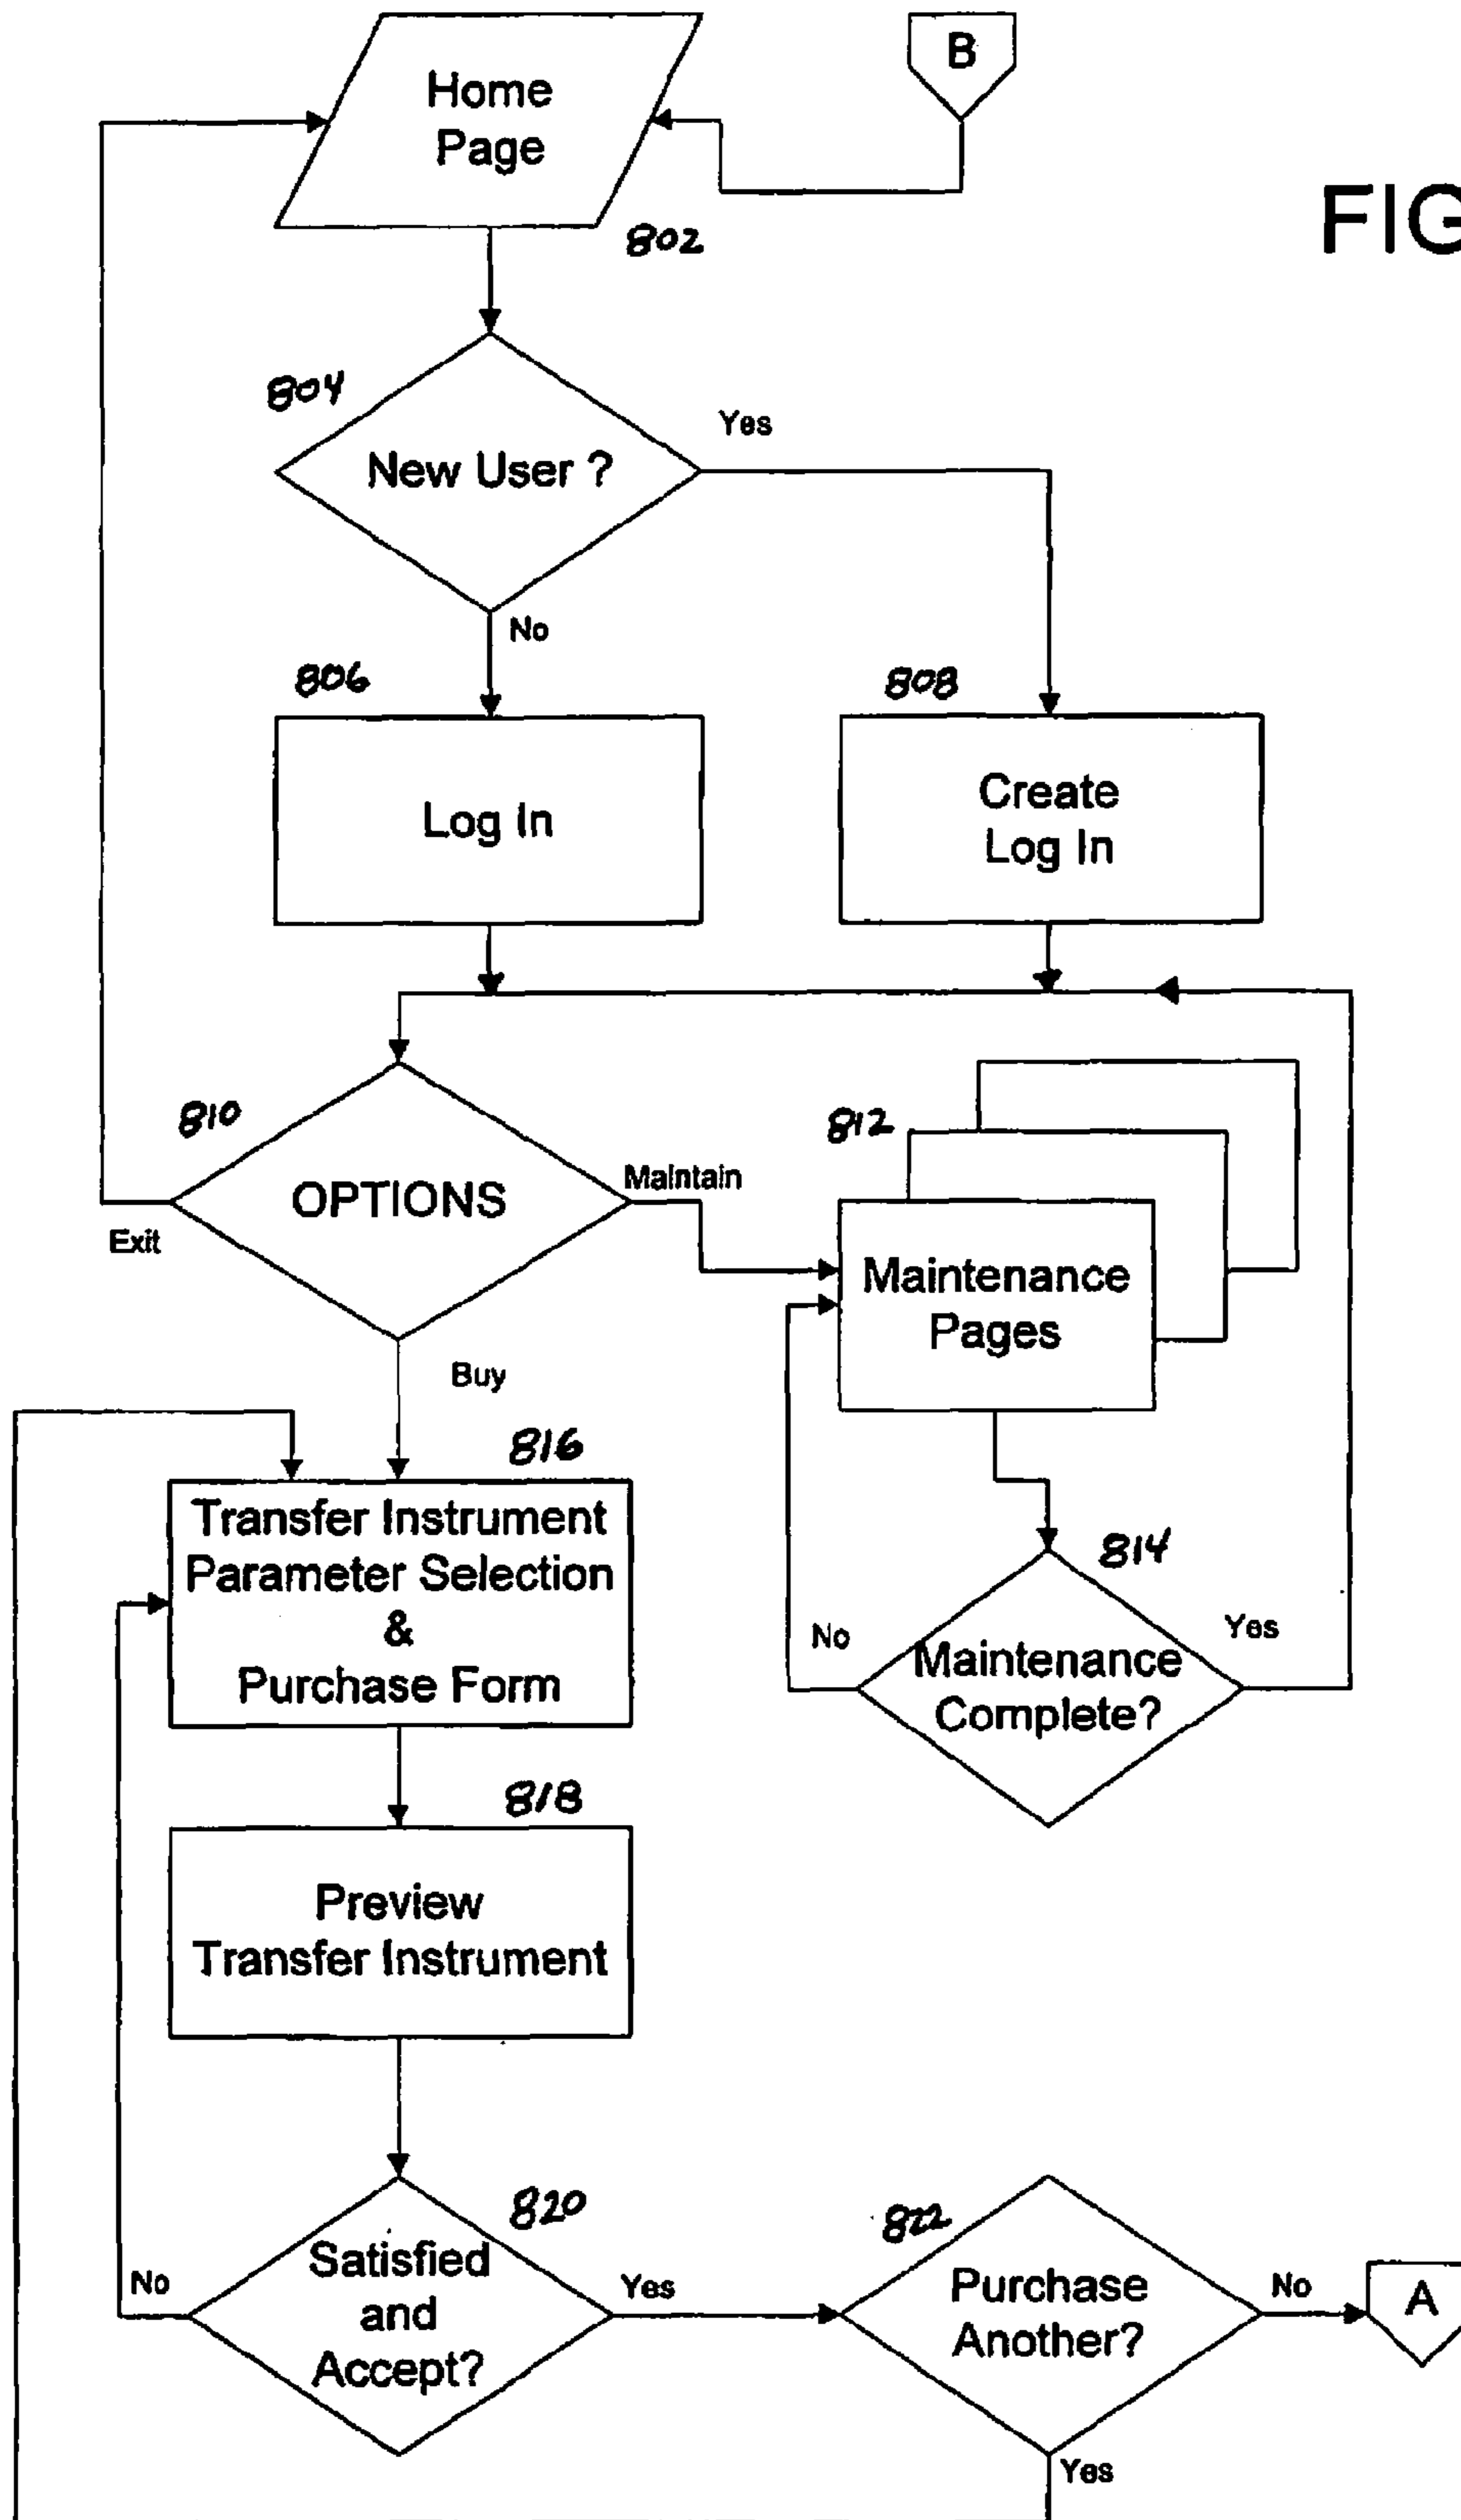 Home
Page
B
FIG
802
804
New User ?
Yes
No
806
808
Log In
Create
Log In
810
OPTIONS
Maintain
Exit
812
Maintenance
Pages
Buy
816
Transfer Instrument
Parameter Selection
&
Purchase Form
814
No
Maintenance
Complete?
Yes
818
Preview
Transfer Instrument
820
Satisfied
and
Accept?
No
Yes
822
Purchase
Another?
No
A
Yes